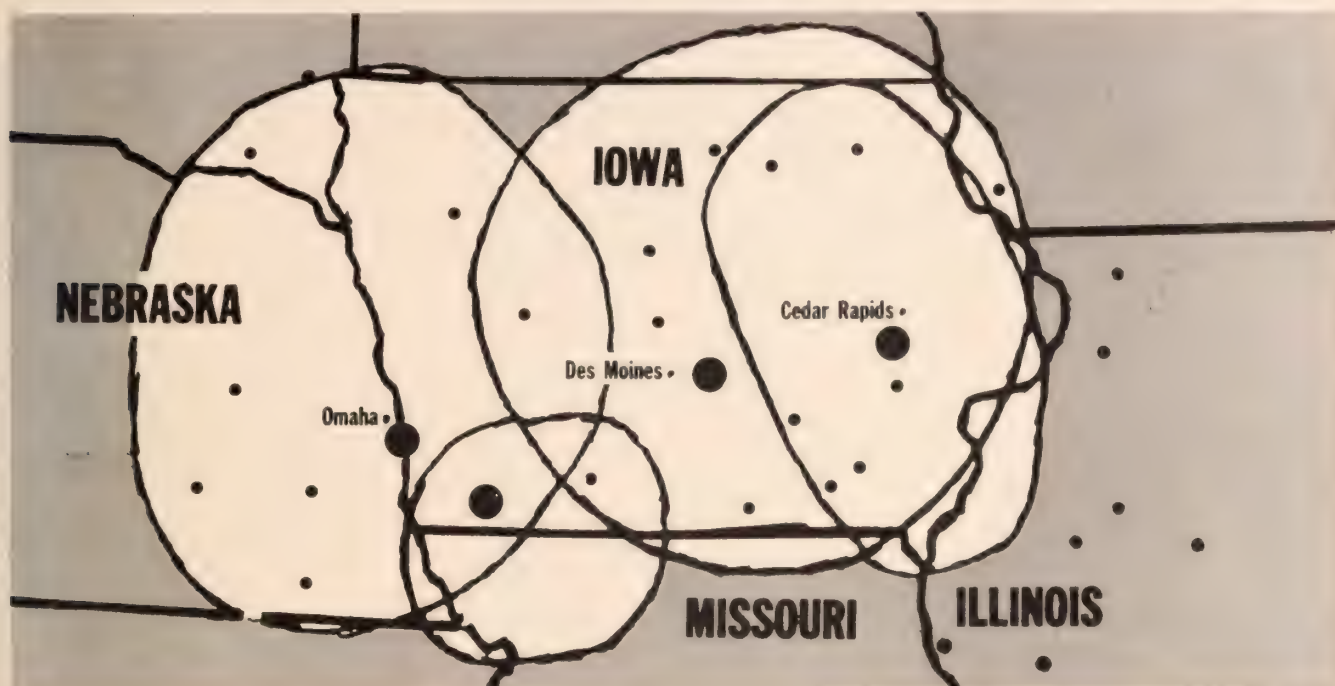 IOWA
NEBRASKA
Cedar Rapids
Des Moines
Omaha
MISSOURI
ILLINOIS